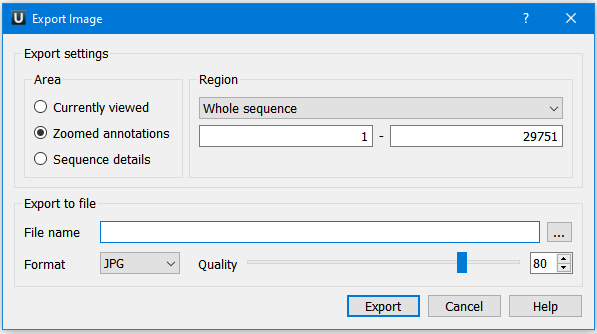 U Export Image ?
Export settings
Area
Region
Currently viewed
Whole sequence
Zoomed annotations
1 - 29751
Sequence details
Export to file
File name
...
Format JPG Quality 80
Export Cancel Help